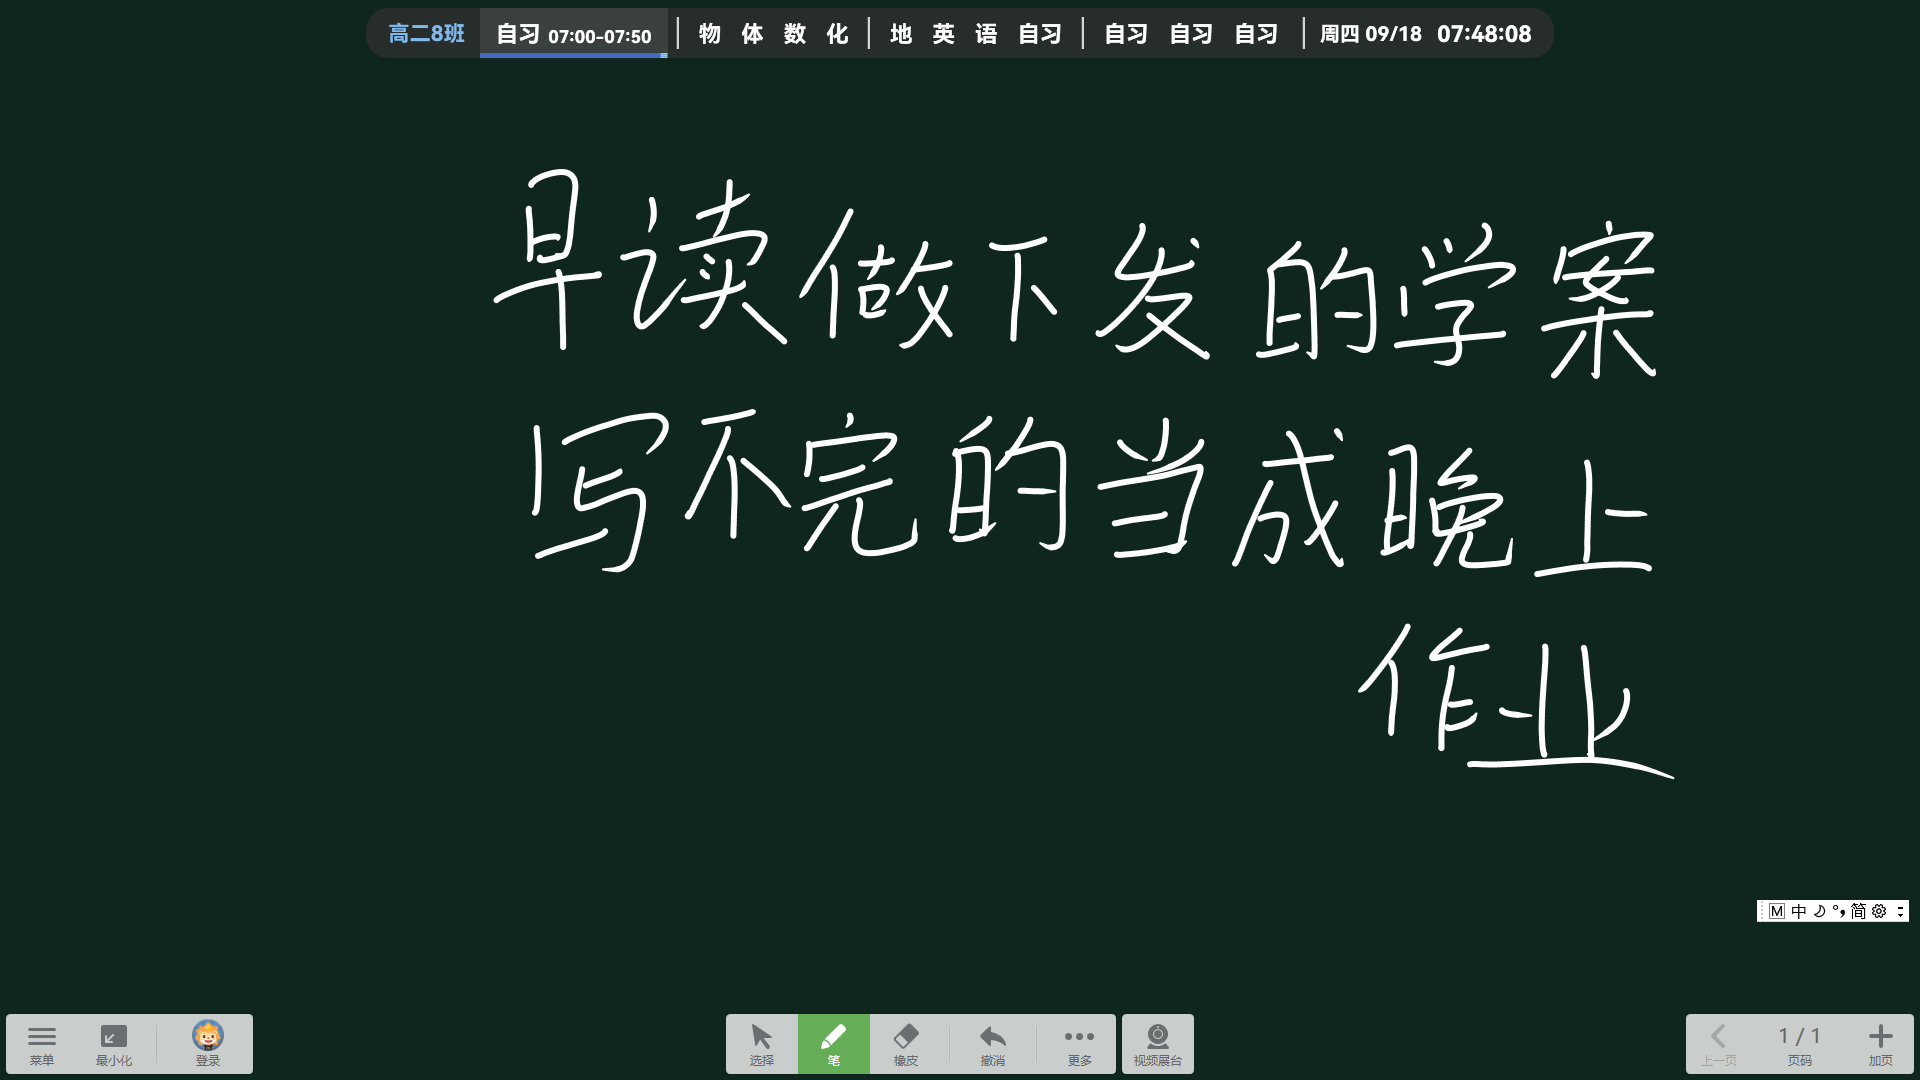 高二8班 自习 07:00-07:50 | 物 体 数 化 | 地 英 语 自习 | 自习 自习 自习 | 周四 09/18 07:48:08
早读做下发的学案
写不完的当成晚上
作业
M 中 °, 简
菜单 最小化 登录 选择 笔 橡皮 撤消 更多 视频展台 上一页 1 / 1 页码 加页